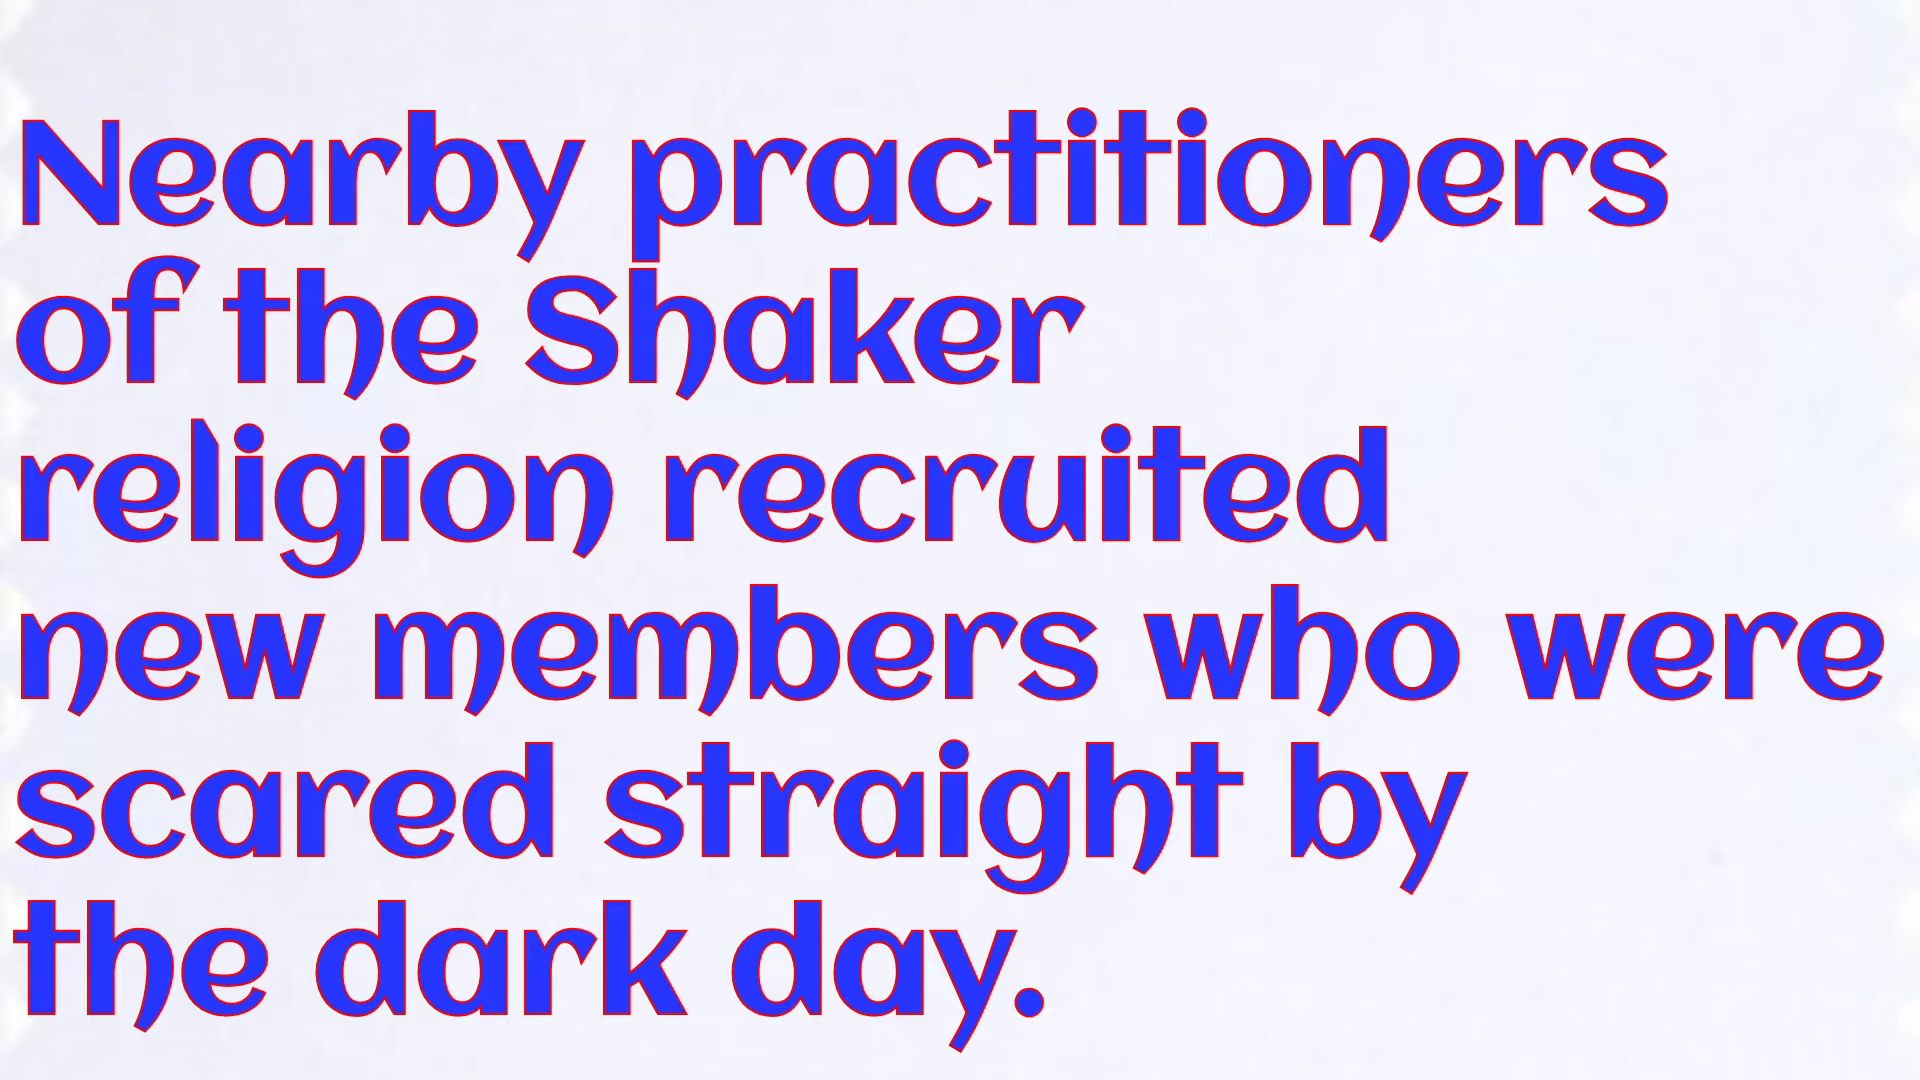 Nearby practitioners
of the Shaker
religion recruited
new members who were
scared straight by
the dark day.